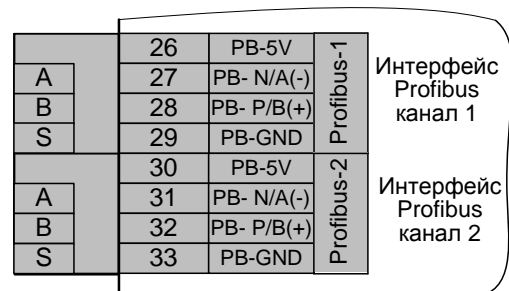 26 PB-5V
A 27 PB- N/A(-)
B 28 PB- P/B(+)
S 29 PB-GND
Profibus-1
Интерфейс
Profibus
канал 1
30 PB-5V
A 31 PB- N/A(-)
B 32 PB- P/B(+)
S 33 PB-GND
Profibus-2
Интерфейс
Profibus
канал 2